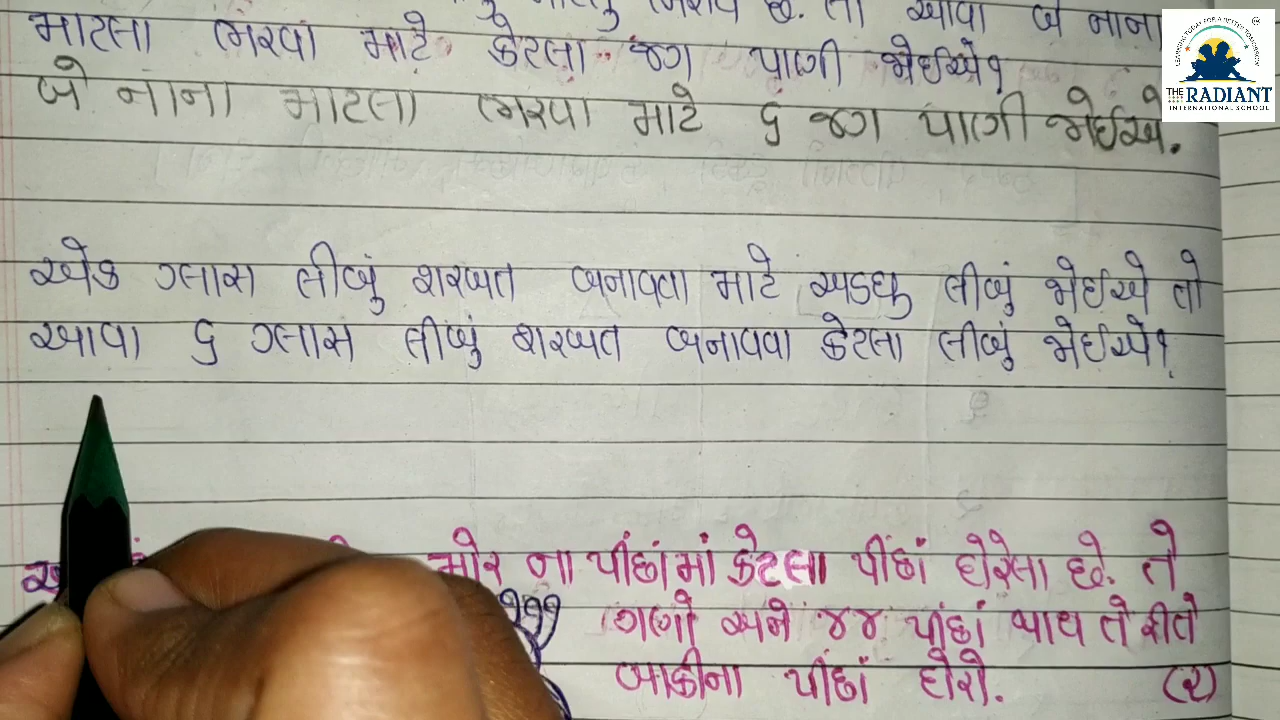 છે. તો આવા બે નાના
માટલા ભરવા માટે કેટલા જગ પાણી જોઈએ?
બે નાના માટલા ભરવા માટે ૬ જગ પાણી જોઈએ.
એક ગ્લાસ લીબું શરબત બનાવવા માટે અડધુ લીબું જોઈએ તો
આવા ૬ ગ્લાસ લીબું શરબત બનાવવા કેટલા લીબું જોઈએ?
મોર ના પીંછાંમાં કેટલા પીંછાં દોરેલા છે. તે
ગણો અને ૪૪ પીંછાં થાય તે રીતે
બાકીના પીંછાં દોરો. (૨)
THE RADIANT
INTERNATIONAL SCHOOL